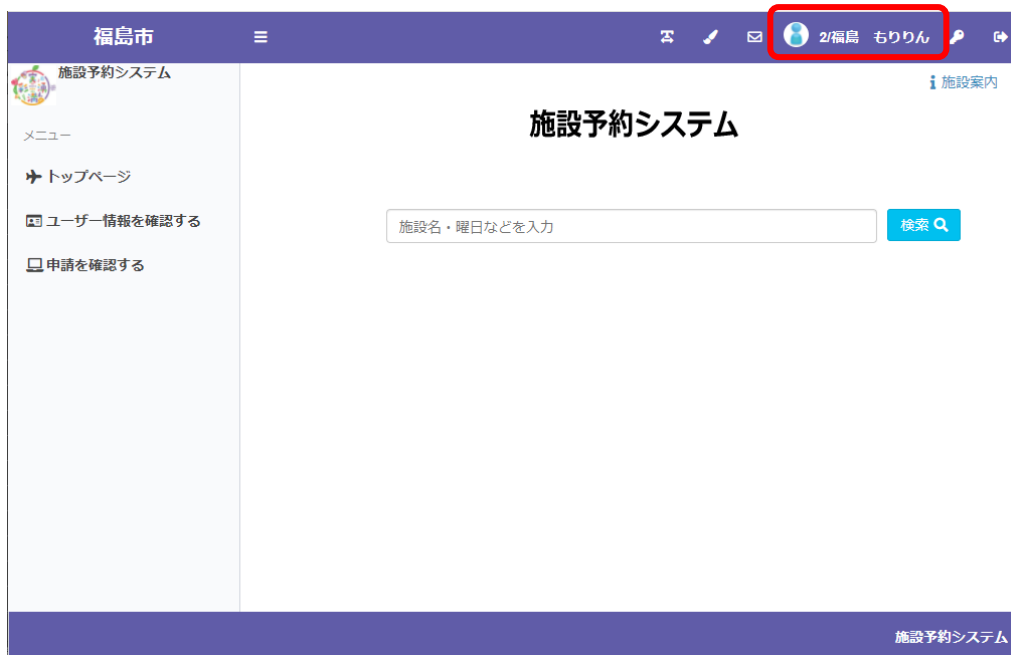 福島市
2/福島　もりりん
施設予約システム
施設案内
施設予約システム
メニュー
トップページ
ユーザー情報を確認する
施設名・曜日などを入力
検索
申請を確認する
施設予約システム